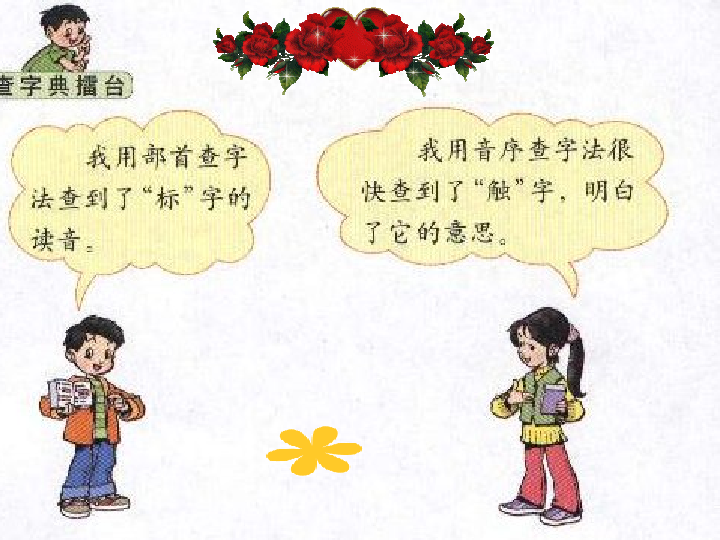 查字典擂台
我用部首查字
法查到了“标”字的
读音。
我用音序查字法很
快查到了“触”字，明白
了它的意思。